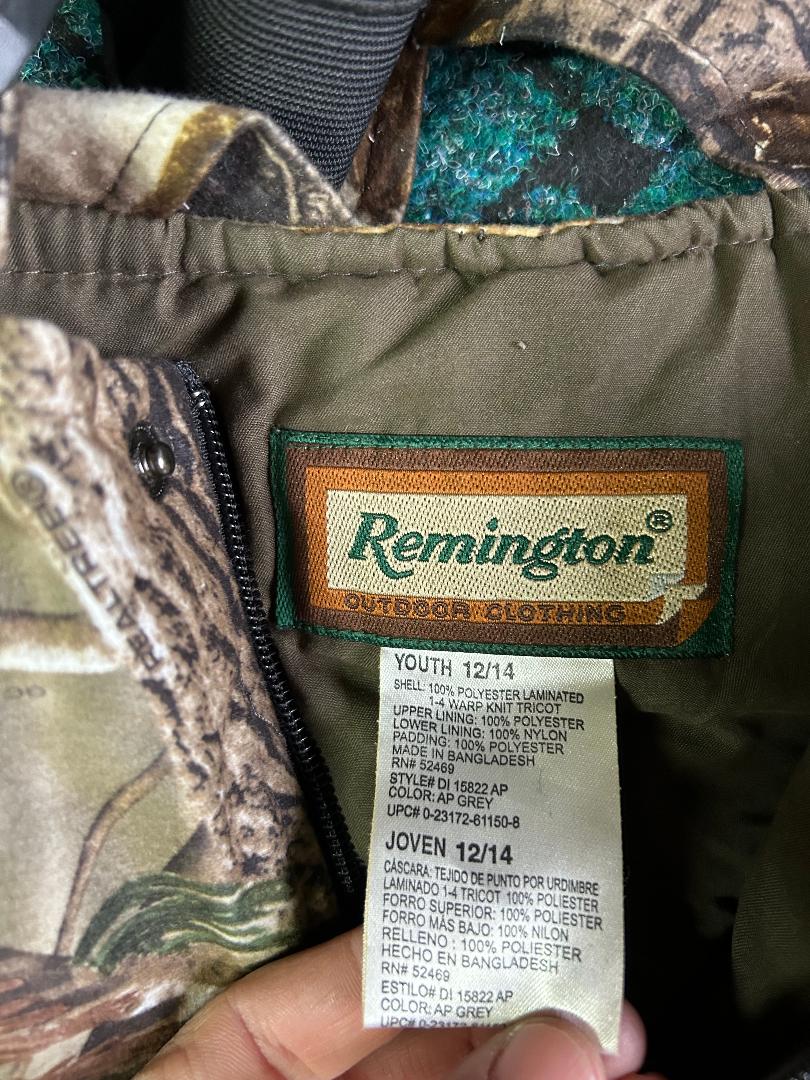 REALTREE®
Remington®
OUTDOOR CLOTHING
YOUTH 12/14
SHELL: 100% POLYESTER LAMINATED
1-4 WARP KNIT TRICOT
UPPER LINING: 100% POLYESTER
LOWER LINING: 100% NYLON
PADDING: 100% POLYESTER
MADE IN BANGLADESH
RN# 52469
STYLE# DI 15822 AP
COLOR: AP GREY
UPC# 0-23172-61150-8
JOVEN 12/14
CÁSCARA: TEJIDO DE PUNTO POR URDIMBRE
LAMINADO 1-4 TRICOT 100% POLIESTER
FORRO SUPERIOR: 100% POLIESTER
FORRO MÁS BAJO: 100% NILON
RELLENO : 100% POLIESTER
HECHO EN BANGLADESH
RN# 52469
ESTILO# DI 15822 AP
COLOR: AP GREY
UPC#